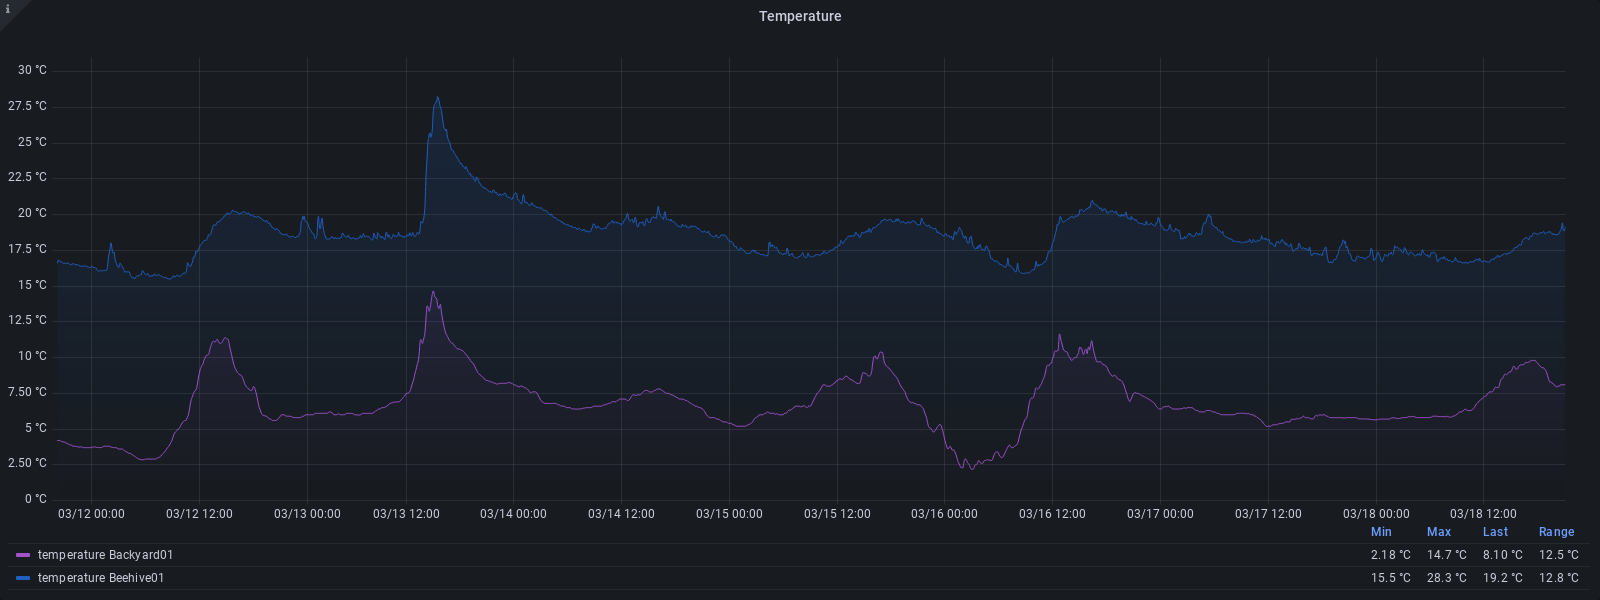 i
Temperature
30 °C
27.5 °C
25 °C
22.5 °C
20 °C
17.5 °C
15 °C
12.5 °C
10 °C
7.50 °C
5 °C
2.50 °C
0 °C
03/12 00:00 03/12 12:00 03/13 00:00 03/13 12:00 03/14 00:00 03/14 12:00 03/15 00:00 03/15 12:00 03/16 00:00 03/16 12:00 03/17 00:00 03/17 12:00 03/18 00:00 03/18 12:00
Min Max Last Range
temperature Backyard01 2.18 °C 14.7 °C 8.10 °C 12.5 °C
temperature Beehive01 15.5 °C 28.3 °C 19.2 °C 12.8 °C